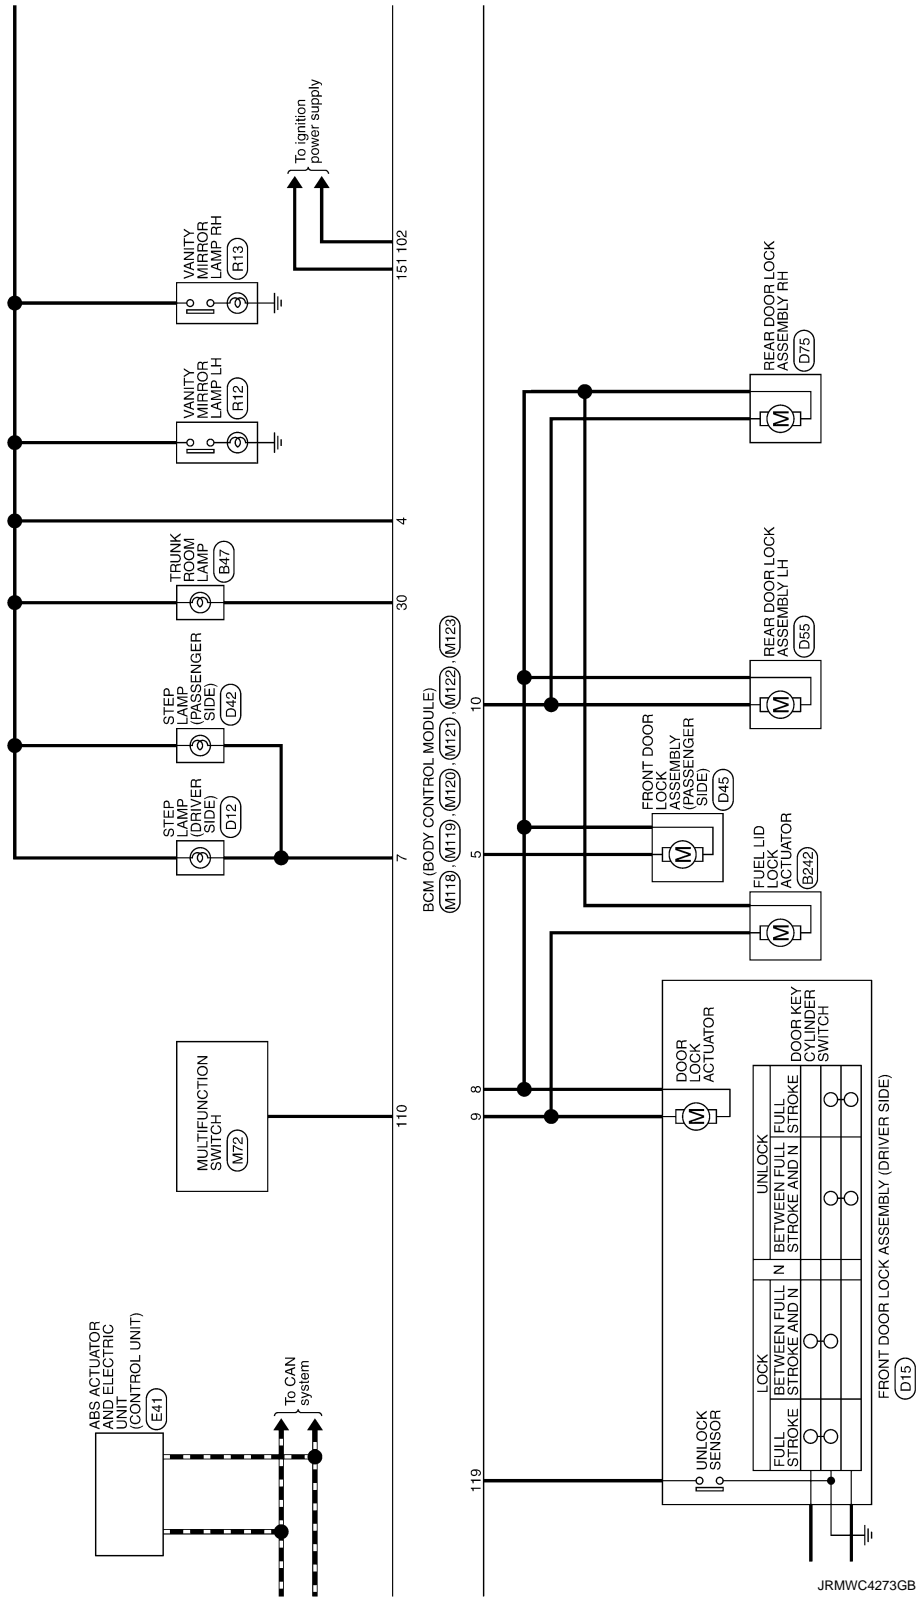 ABS ACTUATOR
AND ELECTRIC
UNIT
(CONTROL UNIT)
E41
To CAN
system
MULTIFUNCTION
SWITCH
M72
STEP
LAMP
(DRIVER
SIDE)
D12
STEP
LAMP
(PASSENGER
SIDE)
D42
TRUNK
ROOM
LAMP
B47
VANITY
MIRROR
LAMP LH
R12
VANITY
MIRROR
LAMP RH
R13
To ignition
power supply
110
7
30
4
151 102
BCM (BODY CONTROL MODULE)
M118 , M119 , M120 , M121 , M122 , M123
119
9
8
5
10
UNLOCK
SENSOR
DOOR
LOCK
ACTUATOR
M
LOCK
N
UNLOCK
FULL
STROKE
BETWEEN FULL
STROKE AND N
BETWEEN FULL
STROKE AND N
FULL
STROKE
DOOR KEY
CYLINDER
SWITCH
FRONT DOOR LOCK ASSEMBLY (DRIVER SIDE)
D15
FUEL LID
LOCK
ACTUATOR
B242
M
FRONT DOOR
LOCK
ASSEMBLY
(PASSENGER
SIDE)
D45
M
REAR DOOR LOCK
ASSEMBLY LH
D55
M
REAR DOOR LOCK
ASSEMBLY RH
D75
M
JRMWC4273GB